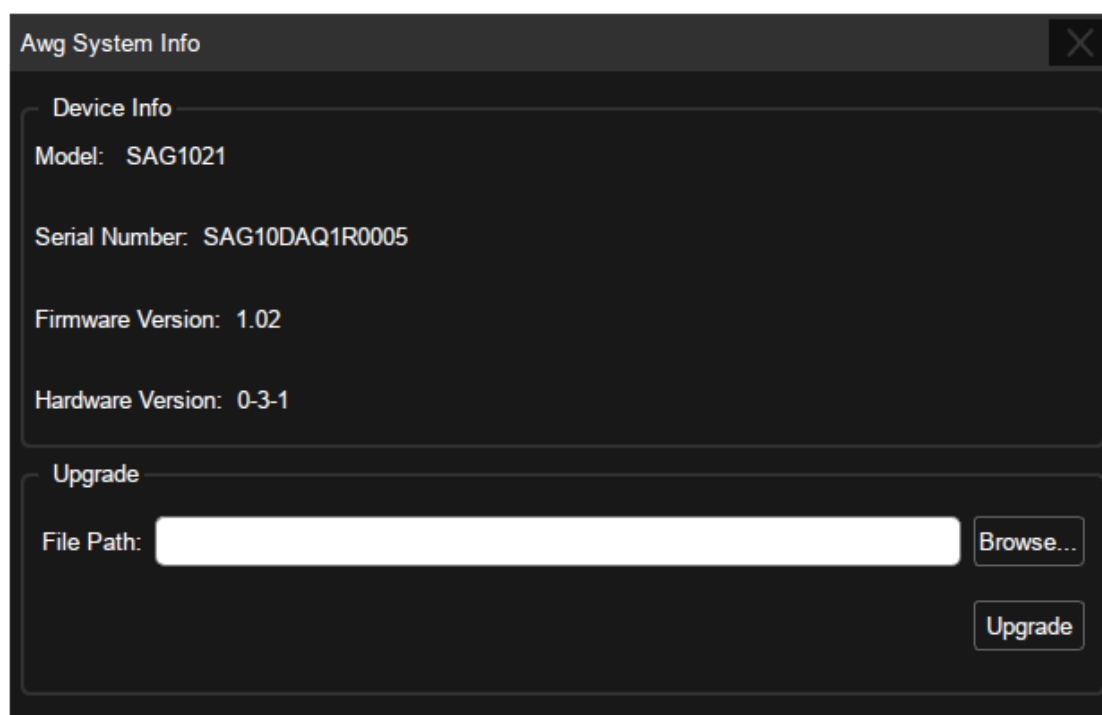 Awg System Info
Device Info
Model: SAG1021
Serial Number: SAG10DAQ1R0005
Firmware Version: 1.02
Hardware Version: 0-3-1
Upgrade
File Path: Browse...
Upgrade